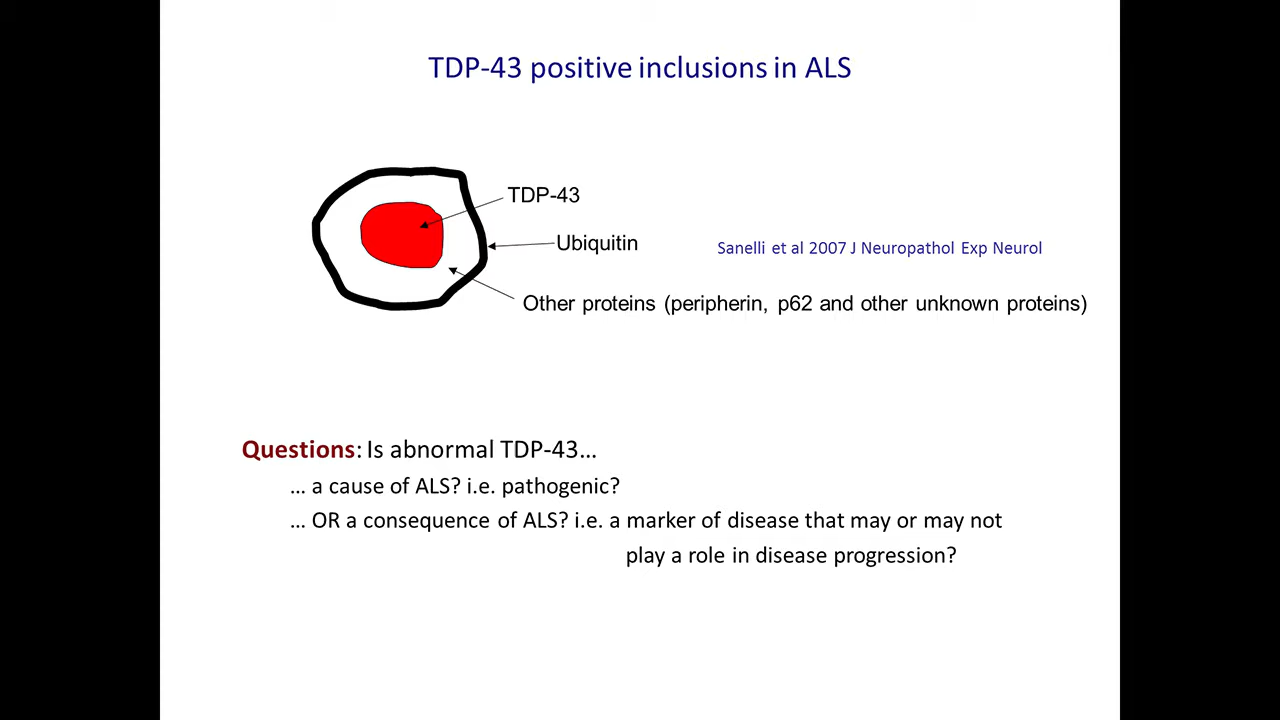 TDP-43 positive inclusions in ALS
TDP-43
Ubiquitin
Sanelli et al 2007 J Neuropathol Exp Neurol
Other proteins (peripherin, p62 and other unknown proteins)
Questions: Is abnormal TDP-43…
… a cause of ALS? i.e. pathogenic?
… OR a consequence of ALS? i.e. a marker of disease that may or may not
play a role in disease progression?